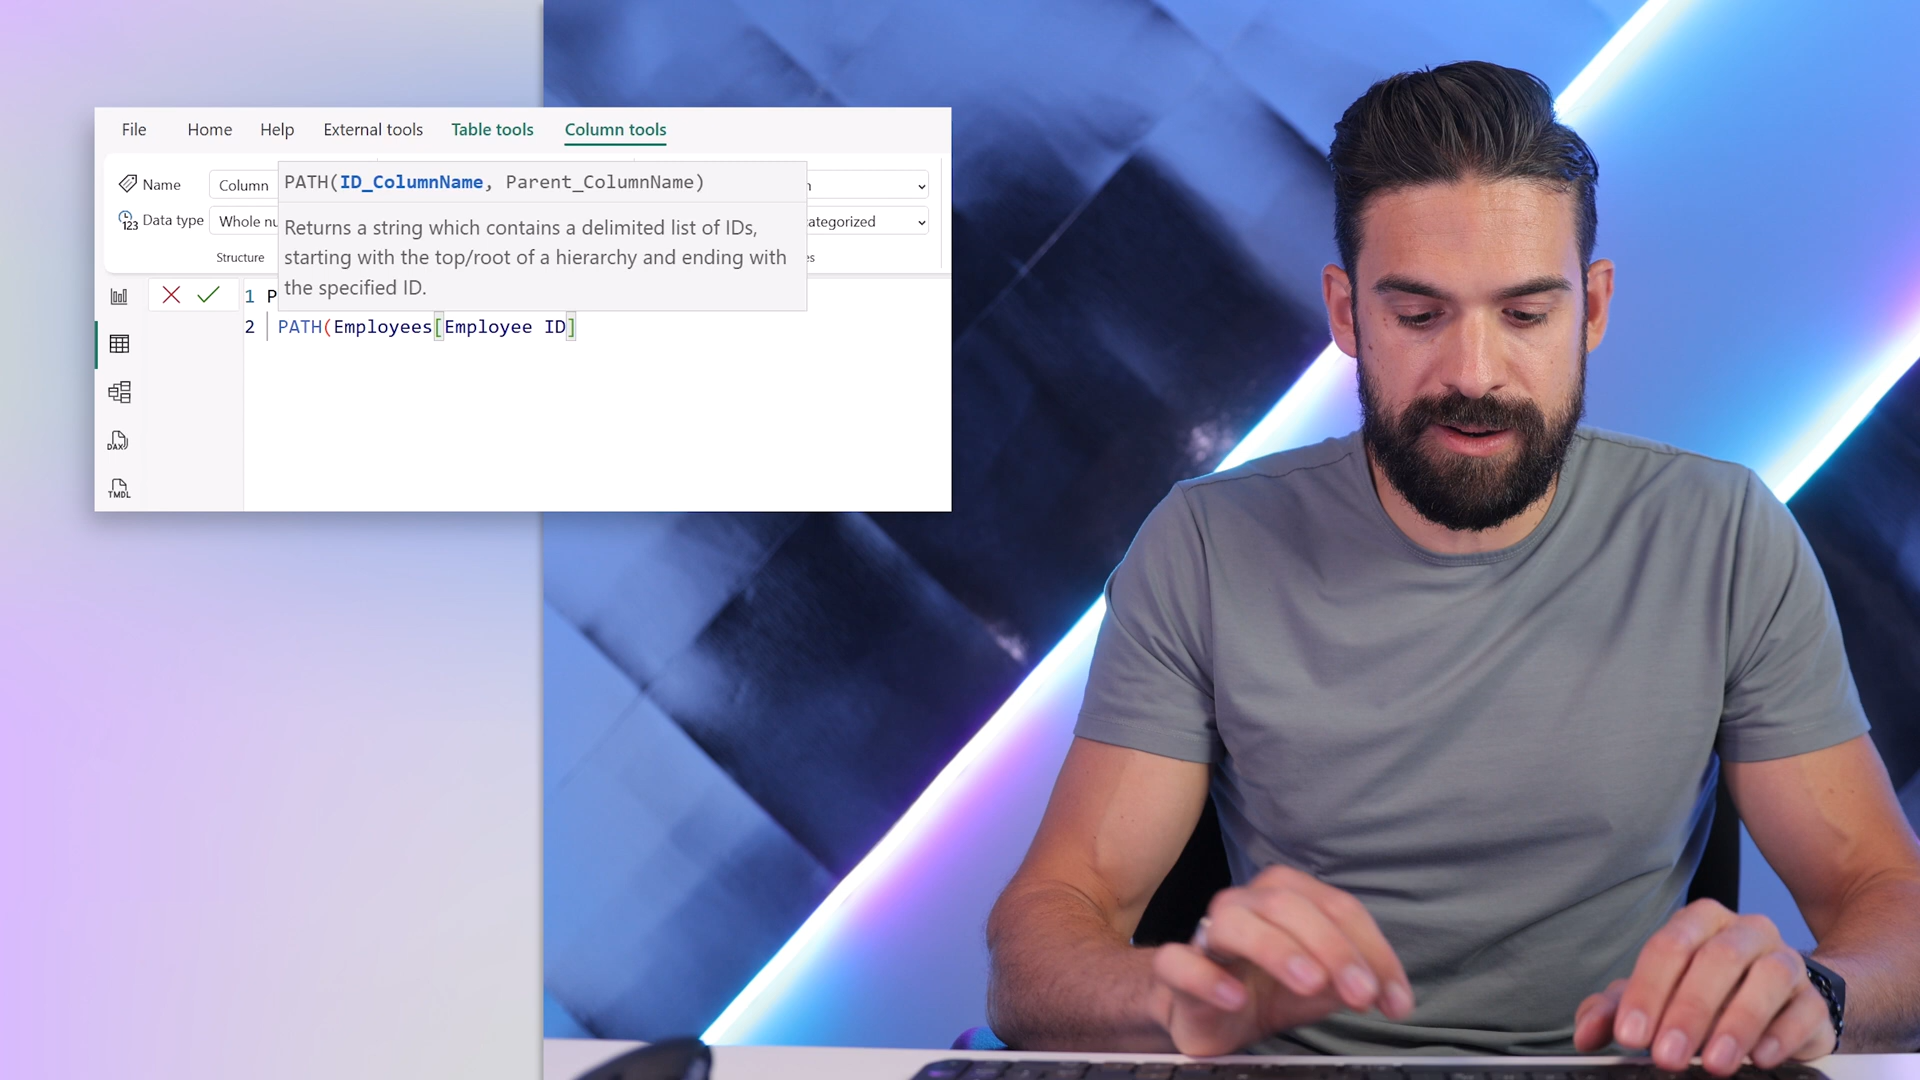 File Home Help External tools Table tools Column tools
Name Column
PATH(ID_ColumnName, Parent_ColumnName)
Data type Whole nu
ategorized
Returns a string which contains a delimited list of IDs,
starting with the top/root of a hierarchy and ending with
the specified ID.
Structure
es
1 P
2 PATH(Employees[Employee ID]
DAX
TMDL
123